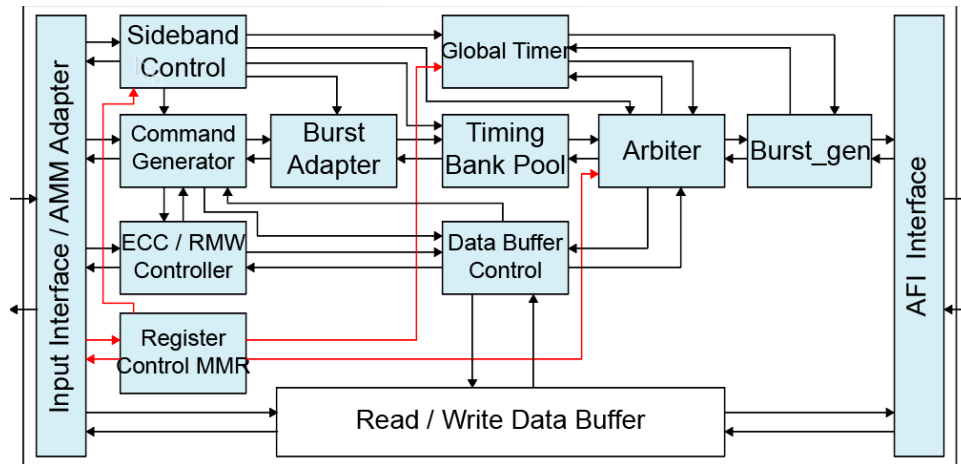 Input Interface / AMM Adapter
Sideband
Control
Global Timer
Command
Generator
Burst
Adapter
Timing
Bank Pool
Arbiter
Burst_gen
AFI Interface
ECC / RMW
Controller
Data Buffer
Control
Register
Control MMR
Read / Write Data Buffer